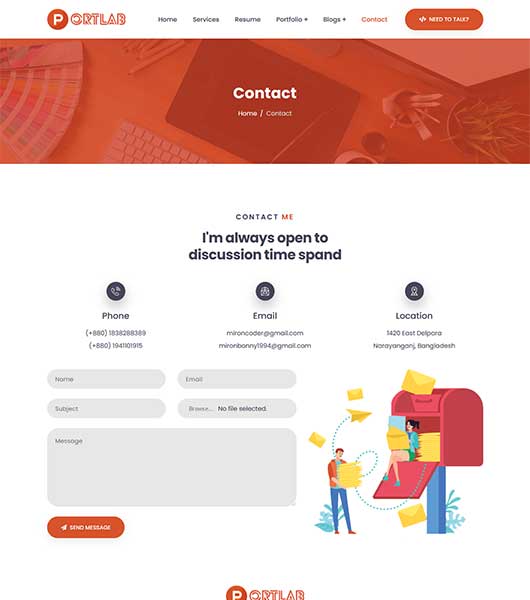 PORTLAB
Home Services Resume Portfolio + Blogs + Contact
</> NEED TO TALK?
Contact
Home / Contact
CONTACT ME
I'm always open to
discussion time spand
Phone
(+880) 1838288389
(+880) 1941101915
Email
mironcoder@gmail.com
mironbonny1994@gmail.com
Location
1420 East Delpara
Narayanganj, Bangladesh
Name
Email
Subject
Browse... No file selected.
Message
SEND MESSAGE
PORTLAB